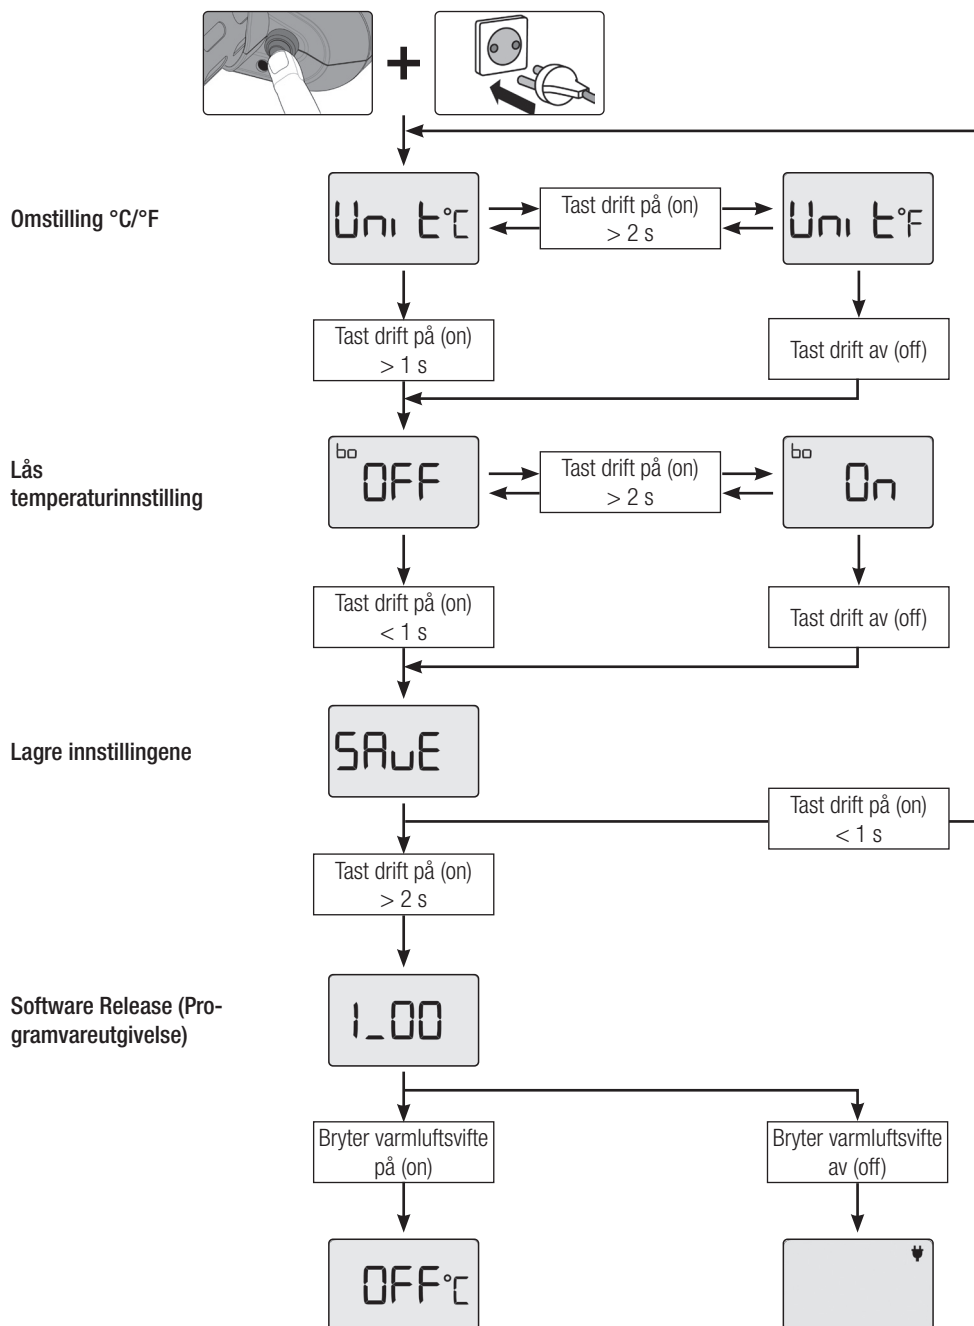 Omstilling °C/°F
Unit°C
Tast drift på (on)
> 2 s
Unit°F
Tast drift på (on)
> 1 s
Tast drift av (off)
Lås
temperaturinnstilling
bo
OFF
Tast drift på (on)
> 2 s
bo
On
Tast drift på (on)
< 1 s
Tast drift av (off)
Lagre innstillingene
SAvE
Tast drift på (on)
< 1 s
Tast drift på (on)
> 2 s
Software Release (Pro-
gramvareutgivelse)
1_00
Bryter varmluftsvifte
på (on)
Bryter varmluftsvifte
av (off)
OFF°C